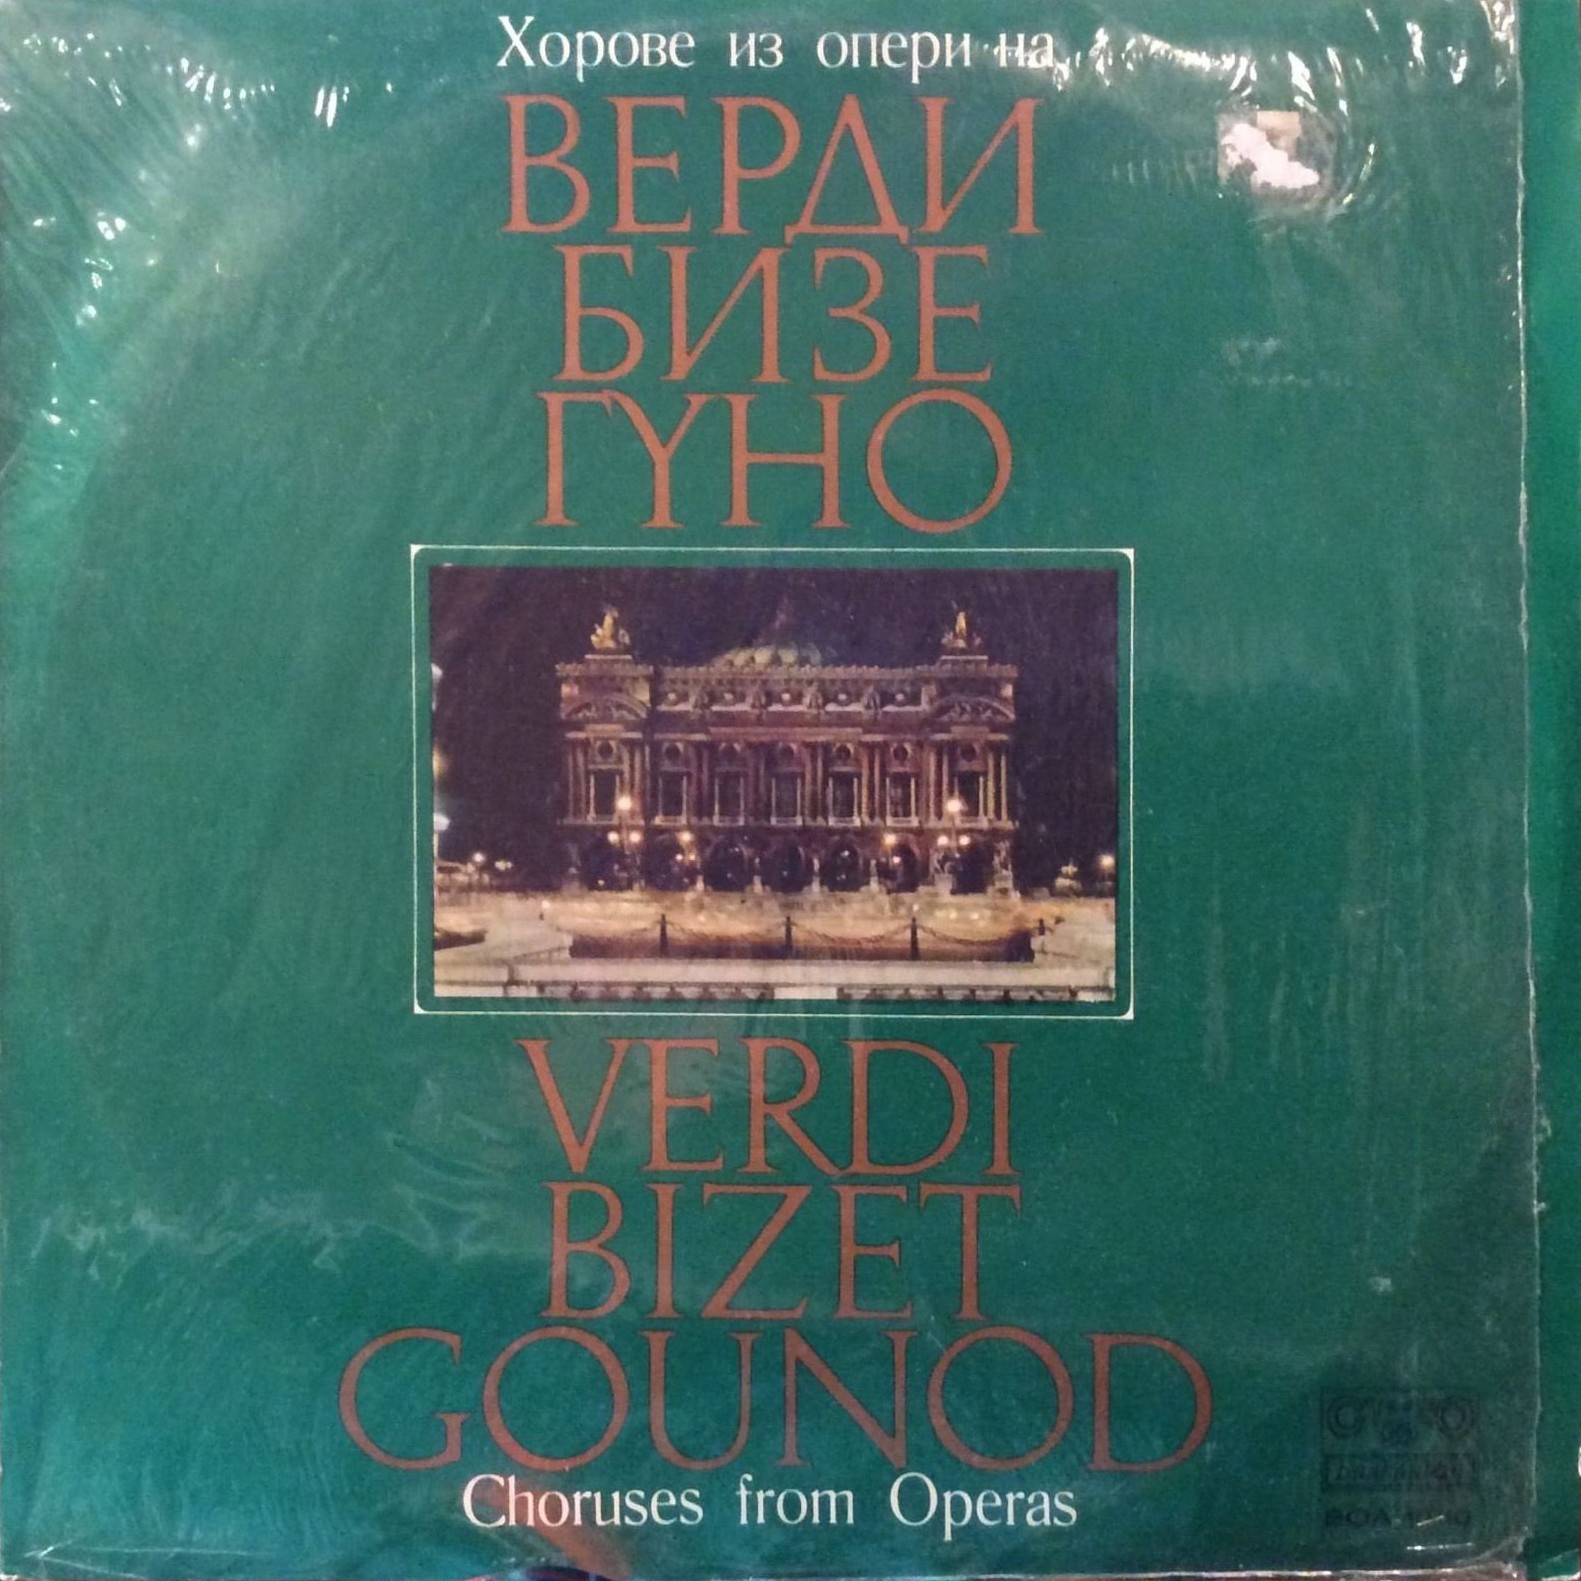 Хорове из опери на
ВЕРДИ
БИЗЕ
ГУНО
VERDI
BIZET
GOUNOD
Choruses from Operas